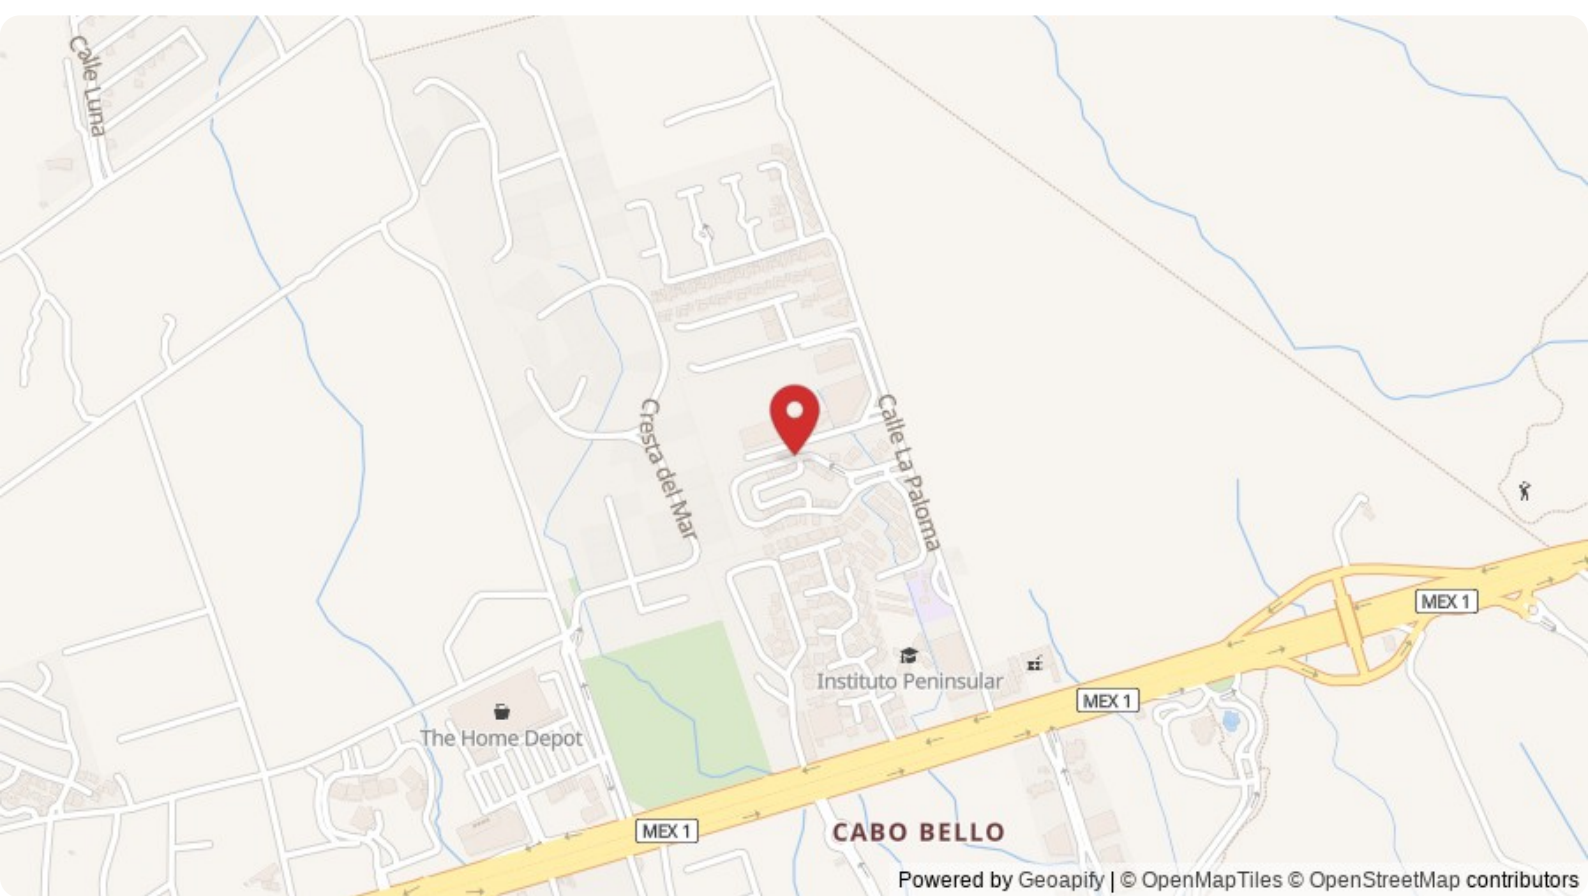 Calle Luna
Cresta del Mar
Calle La Paloma
MEX 1
Instituto Peninsular
MEX 1
The Home Depot
MEX 1
CABO BELLO
Powered by Geoapify | © OpenMapTiles © OpenStreetMap contributors